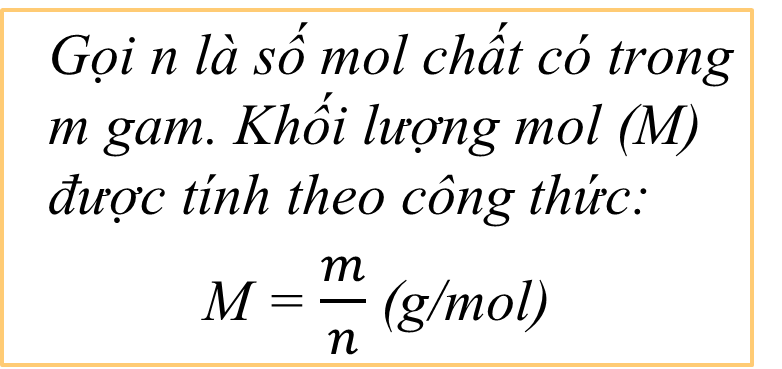 Gọi n là số mol chất có trong
m gam. Khối lượng mol (M)
được tính theo công thức:
M = m/n (g/mol)